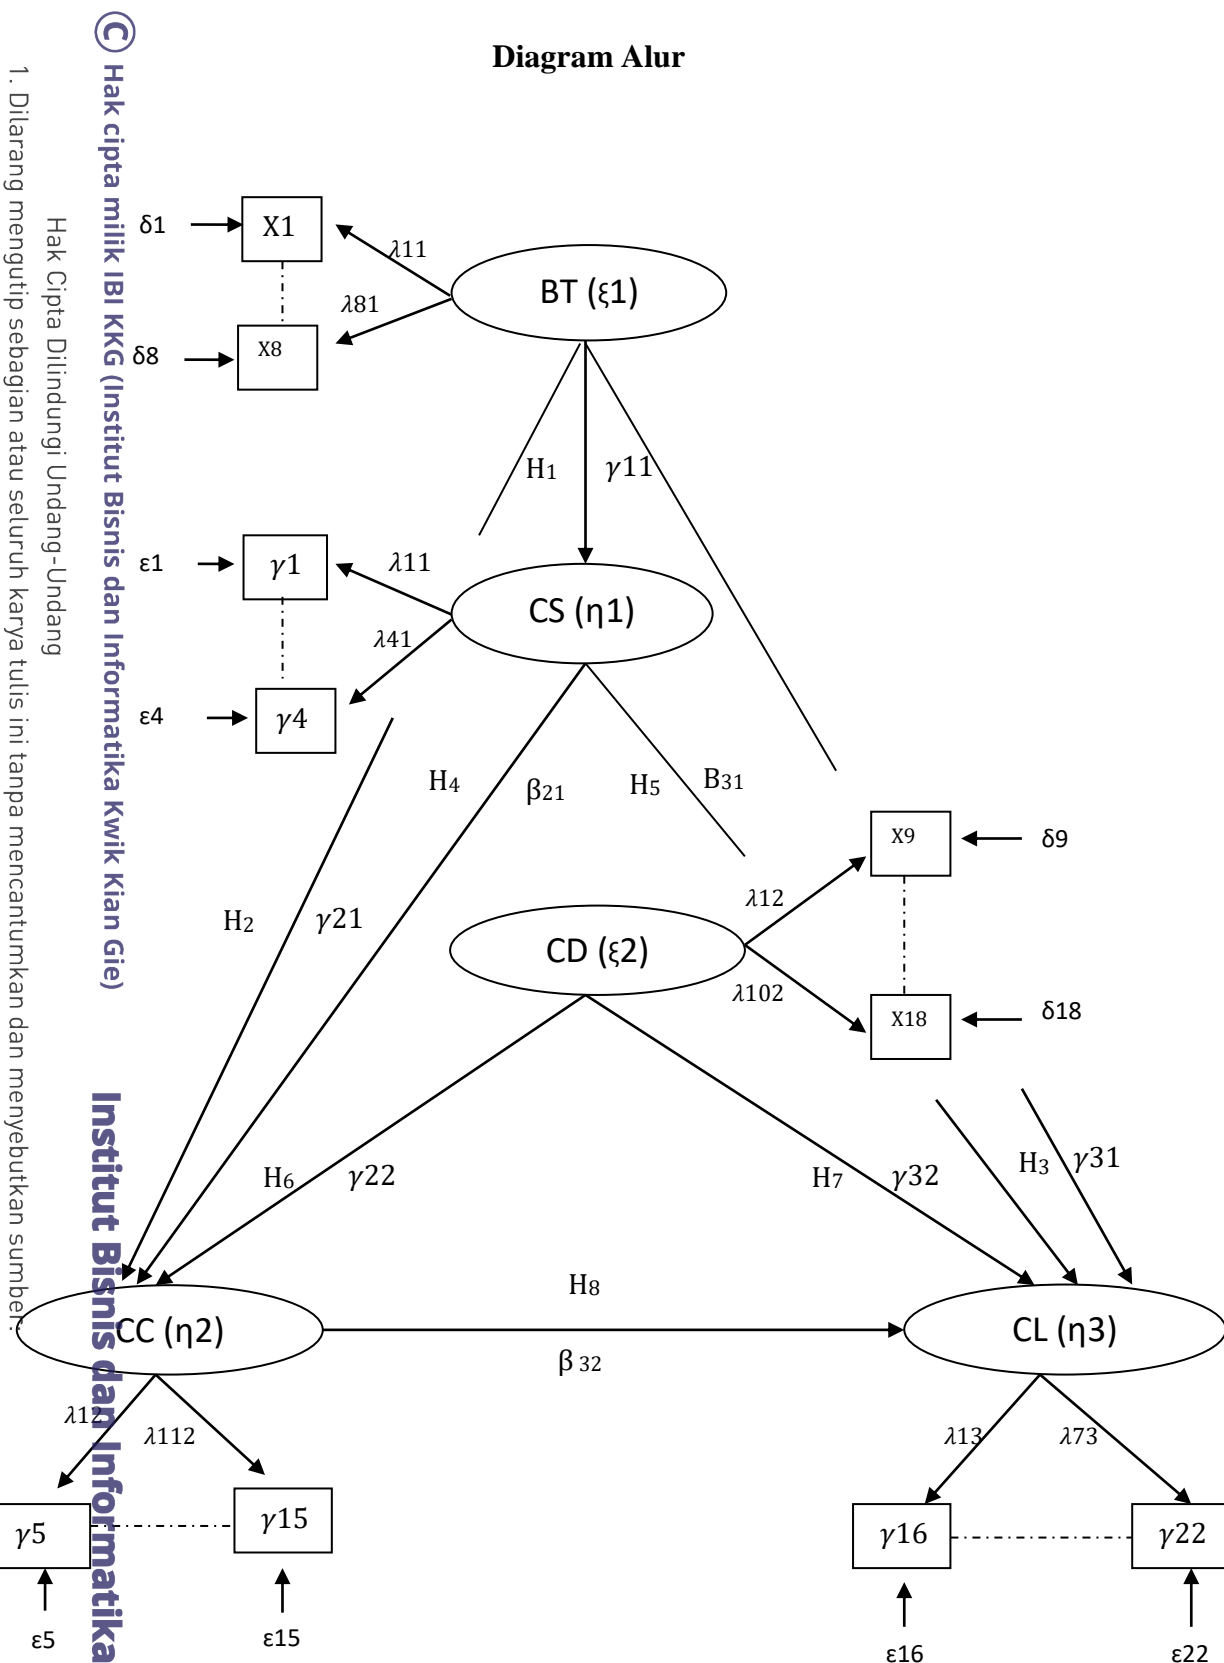 Diagram Alur
© Hak cipta milik IBI KKG (Institut Bisnis dan Informatika Kwik Kian Gie)
Hak Cipta Dilindungi Undang-Undang
1. Dilarang mengutip sebagian atau seluruh karya tulis ini tanpa mencantumkan dan menyebutkan sumber:
Institut Bisnis dan Informatika
δ1
X1
λ11
BT (ξ1)
λ81
δ8
X8
H1
γ11
ε1
γ1
λ11
CS (η1)
λ41
ε4
γ4
H4
β21
H5
B31
X9
δ9
λ12
H2
γ21
CD (ξ2)
λ102
X18
δ18
H6
γ22
H7
γ32
H3
γ31
H8
CC (η2)
CL (η3)
β 32
λ12
λ112
λ13
λ73
γ5
γ15
γ16
γ22
ε5
ε15
ε16
ε22